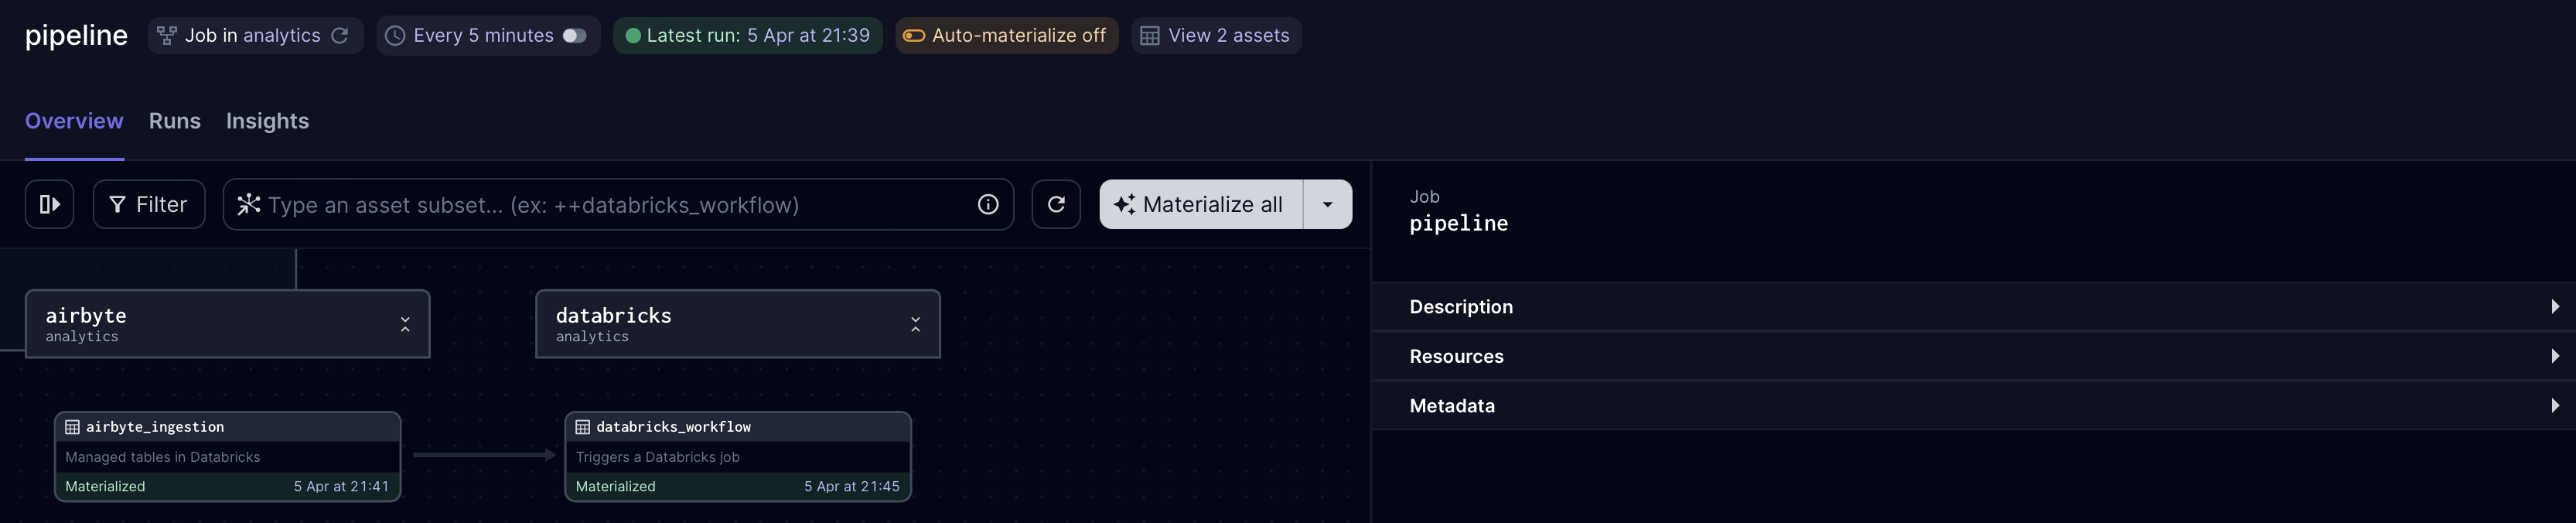 pipeline Job in analytics Every 5 minutes Latest run: 5 Apr at 21:39 Auto-materialize off View 2 assets
Overview Runs Insights
Filter Type an asset subset... (ex: ++databricks_workflow) Materialize all
airbyte
analytics
databricks
analytics
airbyte_ingestion
Managed tables in Databricks
Materialized 5 Apr at 21:41
databricks_workflow
Triggers a Databricks job
Materialized 5 Apr at 21:45
Job
pipeline
Description
Resources
Metadata